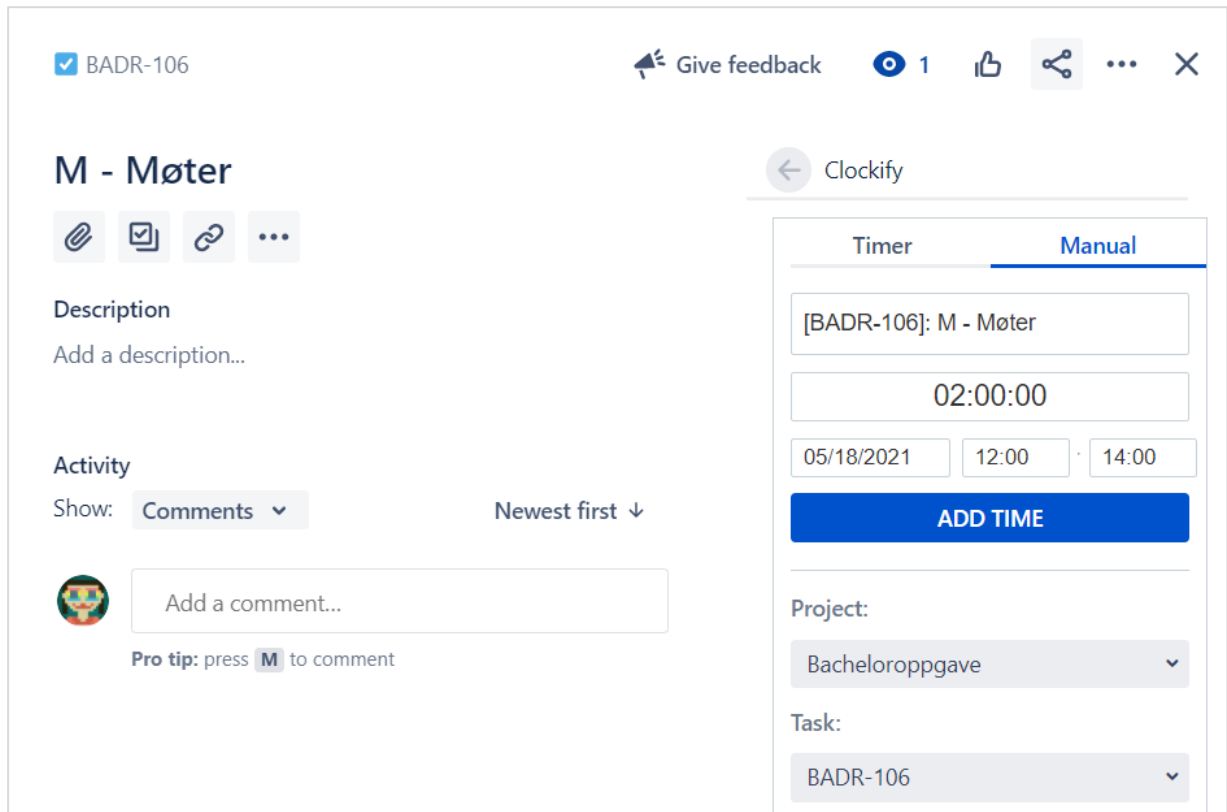 BADR-106
Give feedback
1
M - Møter
Description
Add a description...
Activity
Show:
Comments
Newest first
Add a comment...
Pro tip: press M to comment
Clockify
Timer
Manual
[BADR-106]: M - Møter
02:00:00
05/18/2021
12:00
14:00
ADD TIME
Project:
Bacheloroppgave
Task:
BADR-106